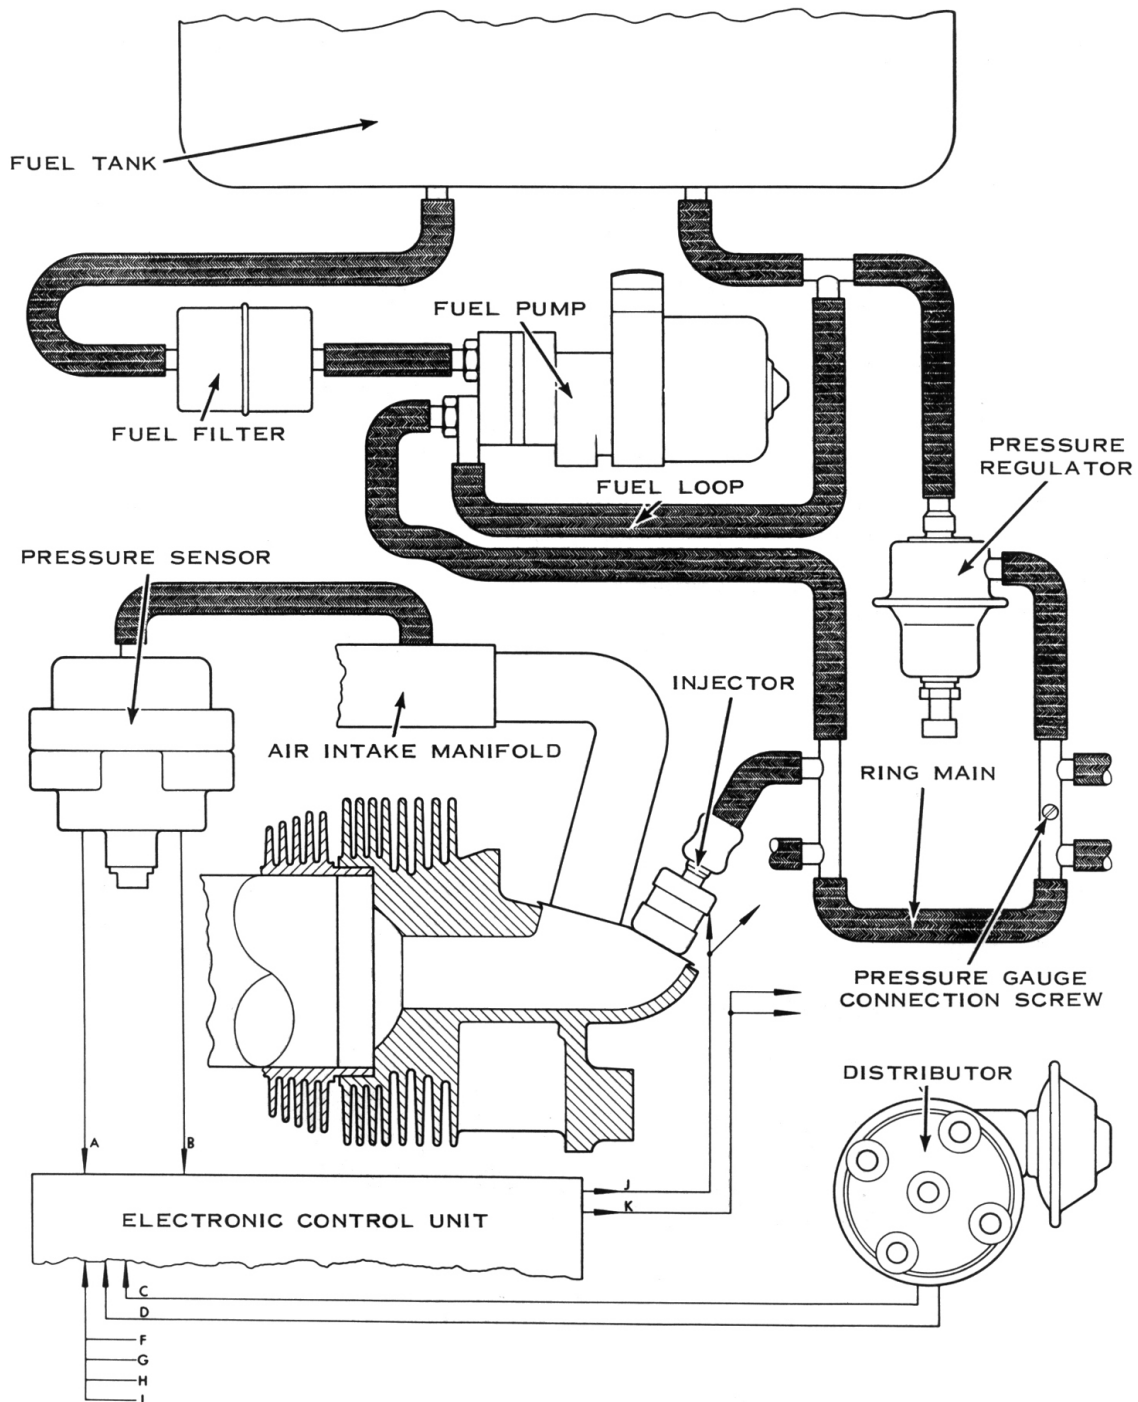 FUEL TANK
FUEL PUMP
FUEL FILTER
PRESSURE
REGULATOR
FUEL LOOP
PRESSURE SENSOR
INJECTOR
AIR INTAKE MANIFOLD
RING MAIN
PRESSURE GAUGE
CONNECTION SCREW
DISTRIBUTOR
A
B
J
K
ELECTRONIC CONTROL UNIT
C
D
F
G
H
I